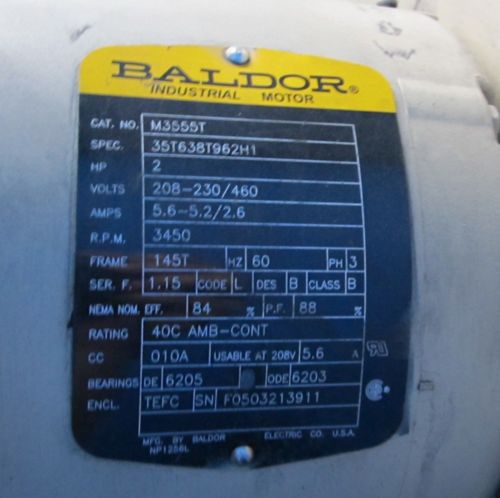 BALDOR®
INDUSTRIAL MOTOR
CAT. NO. M3555T
SPEC. 35T638T962H1
HP 2
VOLTS 208-230/460
AMPS 5.6-5.2/2.6
R.P.M. 3450
FRAME 145T HZ 60 PH 3
SER. F. 1.15 CODE L DES B CLASS B
NEMA NOM. EFF. 84 % P.F. 88 %
RATING 40C AMB-CONT
CC 010A USABLE AT 208V 5.6 A
BEARINGS DE 6205 ODE 6203
ENCL. TEFC SN F0503213911
MFG. BY BALDOR ELECTRIC CO. U.S.A.
NP1256L